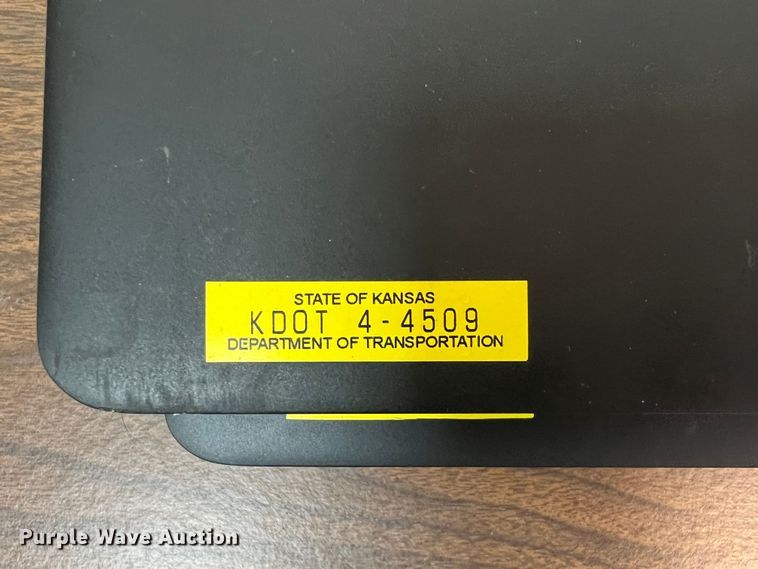 STATE OF KANSAS
KDOT 4-4509
DEPARTMENT OF TRANSPORTATION
Purple Wave Auction